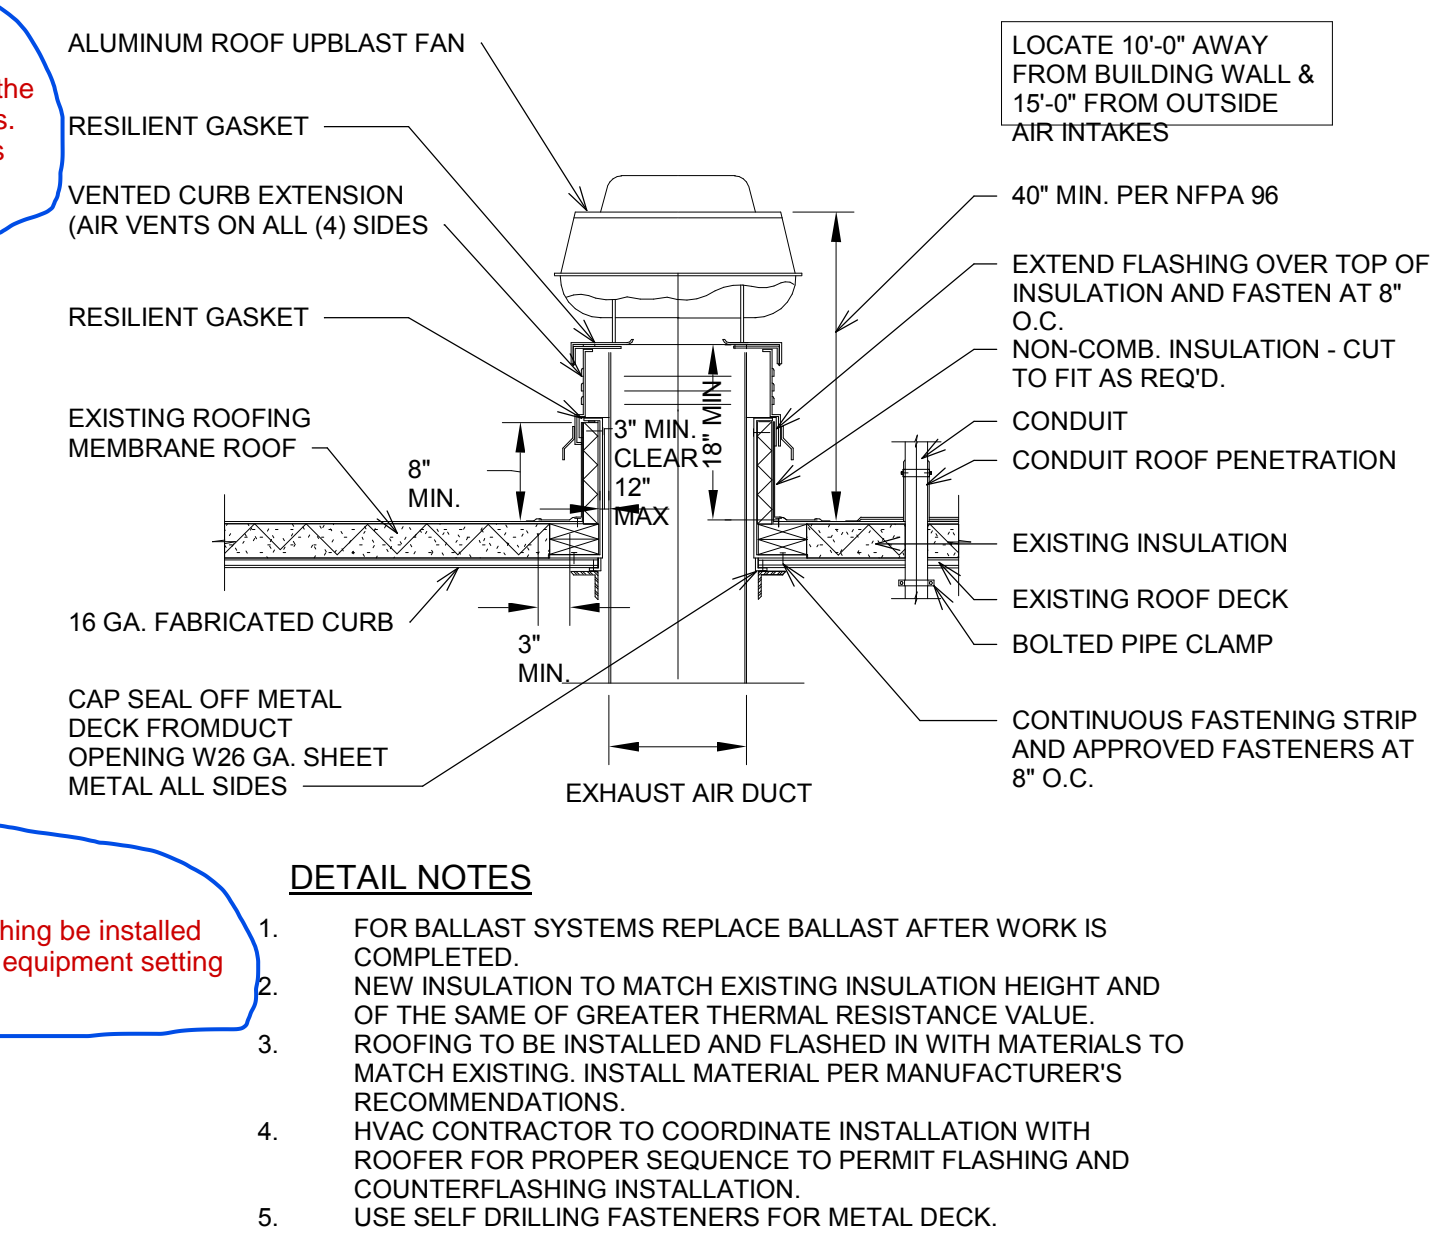 the
s.
s
ALUMINUM ROOF UPBLAST FAN
RESILIENT GASKET
VENTED CURB EXTENSION
(AIR VENTS ON ALL (4) SIDES
RESILIENT GASKET
EXISTING ROOFING
MEMBRANE ROOF
8"
MIN.
16 GA. FABRICATED CURB
3"
MIN.
CAP SEAL OFF METAL
DECK FROMDUCT
OPENING W26 GA. SHEET
METAL ALL SIDES
3" MIN.
CLEAR
12"
MAX
18" MIN
EXHAUST AIR DUCT
LOCATE 10'-0" AWAY
FROM BUILDING WALL &
15'-0" FROM OUTSIDE
AIR INTAKES
40" MIN. PER NFPA 96
EXTEND FLASHING OVER TOP OF
INSULATION AND FASTEN AT 8"
O.C.
NON-COMB. INSULATION - CUT
TO FIT AS REQ'D.
CONDUIT
CONDUIT ROOF PENETRATION
EXISTING INSULATION
EXISTING ROOF DECK
BOLTED PIPE CLAMP
CONTINUOUS FASTENING STRIP
AND APPROVED FASTENERS AT
8" O.C.
hing be installed
equipment setting
DETAIL NOTES
1. FOR BALLAST SYSTEMS REPLACE BALLAST AFTER WORK IS
COMPLETED.
2. NEW INSULATION TO MATCH EXISTING INSULATION HEIGHT AND
OF THE SAME OF GREATER THERMAL RESISTANCE VALUE.
3. ROOFING TO BE INSTALLED AND FLASHED IN WITH MATERIALS TO
MATCH EXISTING. INSTALL MATERIAL PER MANUFACTURER'S
RECOMMENDATIONS.
4. HVAC CONTRACTOR TO COORDINATE INSTALLATION WITH
ROOFER FOR PROPER SEQUENCE TO PERMIT FLASHING AND
COUNTERFLASHING INSTALLATION.
5. USE SELF DRILLING FASTENERS FOR METAL DECK.